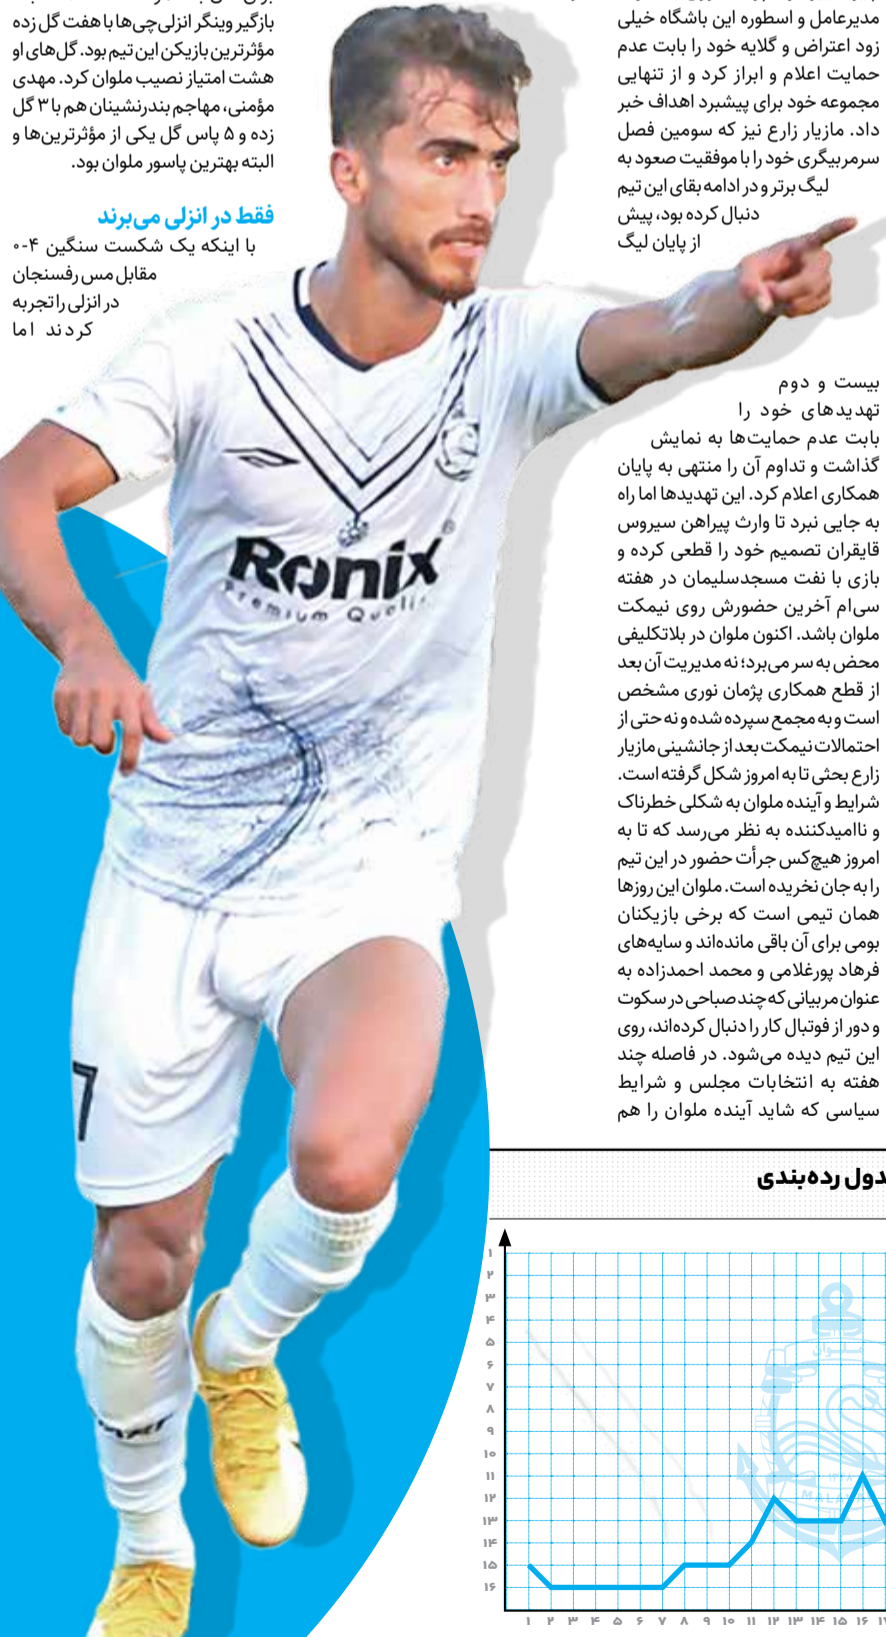 مدیرعامل و اسطوره این باشگاه خیلی
زود اعتراض و گلایه خود را بابت عدم
حمایت اعلام و ابراز کرد و از تنهایی
مجموعه خود برای پیشبرد اهداف خبر
داد. مازیار زارع نیز که سومین فصل
سرمربیگری خود را با موفقیت صعود به
لیگ برتر و در ادامه بقای این تیم
دنبال کرده بود، پیش
از پایان لیگ
بیست و دوم
تهدیدهای خود را
بابت عدم حمایت‌ها به نمایش
گذاشت و تداوم آن را منتهی به پایان
همکاری اعلام کرد. این تهدیدها اما راه
به جایی نبرد تا وارث پیراهن سیروس
قایقران تصمیم خود را قطعی کرده و
بازی با نفت مسجدسلیمان در هفته
سی‌ام آخرین حضورش روی نیمکت
ملوان باشد. اکنون ملوان در بلاتکلیفی
محض به سر می‌برد؛ نه مدیریت آن بعد
از قطع همکاری پژمان نوری مشخص
است و به مجمع سپرده شده و نه حتی از
احتمالات نیمکت بعد از جانشینی مازیار
زارع بحثی تا به امروز شکل گرفته است.
شرایط و آینده ملوان به شکلی خطرناک
و ناامیدکننده به نظر می‌رسد که تا به
امروز هیچ‌کس جرأت حضور در این تیم
را به جان نخریده است. ملوان این روزها
همان تیمی است که برخی بازیکنان
بومی برای آن باقی مانده‌اند و سایه‌های
فرهاد پورغلامی و محمد احمدزاده به
عنوان مربیانی که چند صباحی در سکوت
و دور از فوتبال کار را دنبال کرده‌اند، روی
این تیم دیده می‌شود. در فاصله چند
هفته به انتخابات مجلس و شرایط
سیاسی که شاید آینده ملوان را هم
بازگیر وینگر انزلی‌چی‌ها با هفت گل زده
مؤثرترین بازیکن این تیم بود. گل‌های او
هشت امتیاز نصیب ملوان کرد. مهدی
مؤمنی، مهاجم بندرنشینان هم با ۳ گل
زده و ۵ پاس گل یکی از مؤثرترین‌ها و
البته بهترین پاسور ملوان بود.
فقط در انزلی می‌برند
با اینکه یک شکست سنگین ۴-۰
مقابل مس رفسنجان
در انزلی را تجربه
کردند اما
Ronix
Premium Quali
7
دول رده‌بندی
۱
۲
۳
۴
۵
۶
۷
۸
۹
۱۰
۱۱
۱۲
۱۳
۱۴
۱۵
۱۶
۱ ۲ ۳ ۴ ۵ ۶ ۷ ۸ ۹ ۱۰ ۱۱ ۱۲ ۱۳ ۱۴ ۱۵ ۱۶